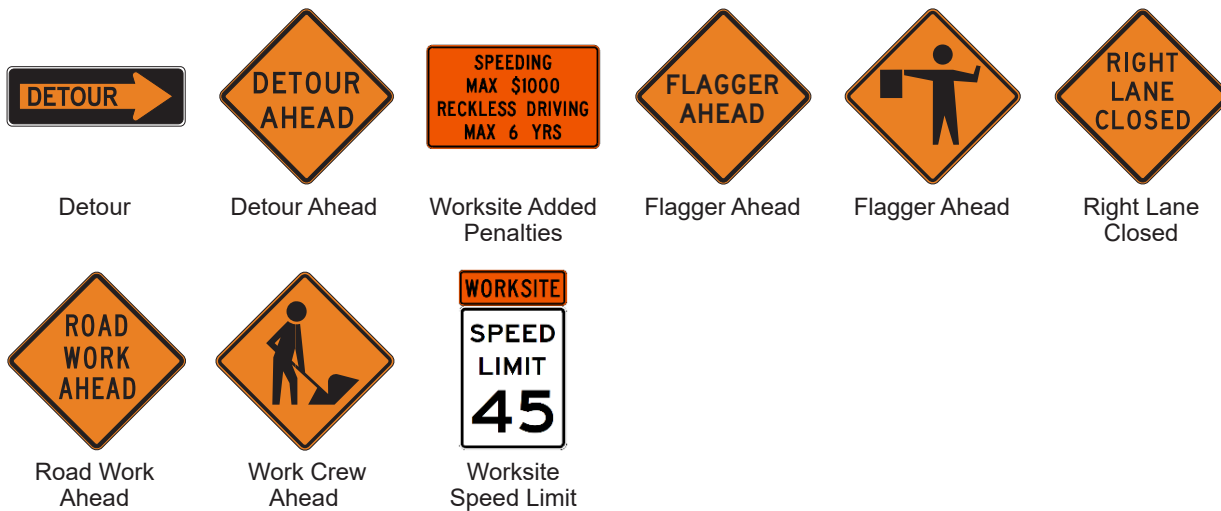 DETOUR
DETOUR
AHEAD
SPEEDING
MAX $1000
RECKLESS DRIVING
MAX 6 YRS
FLAGGER
AHEAD
RIGHT
LANE
CLOSED
Detour
Detour Ahead
Worksite Added
Penalties
Flagger Ahead
Flagger Ahead
Right Lane
Closed
ROAD
WORK
AHEAD
WORKSITE
SPEED
LIMIT
45
Road Work
Ahead
Work Crew
Ahead
Worksite
Speed Limit